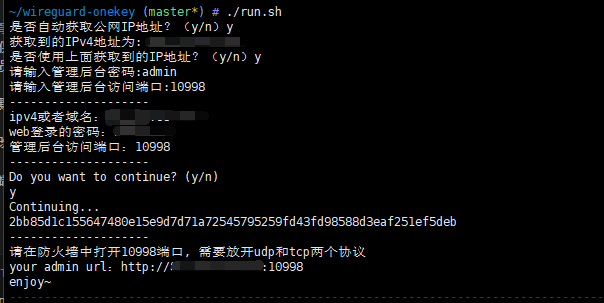 ~/wireguard-onekey (master*) # ./run.sh
是否自动获取公网IP地址? (y/n) y
获取到的IPv4地址为:
是否使用上面获取到的IP地址? (y/n) y
请输入管理后台密码:admin
请输入管理后台访问端口:10998
--------------------
ipv4或者域名:
web登录的密码:
管理后台访问端口: 10998
--------------------
Do you want to continue? (y/n)
y
Continuing...
2bb85d1c155647480e15e9d7d71a72545795259fd43fd98588d3eaf251ef5deb
--------------------
请在防火墙中打开10998端口, 需要放开udp和tcp两个协议
your admin url: http://:10998
enjoy~